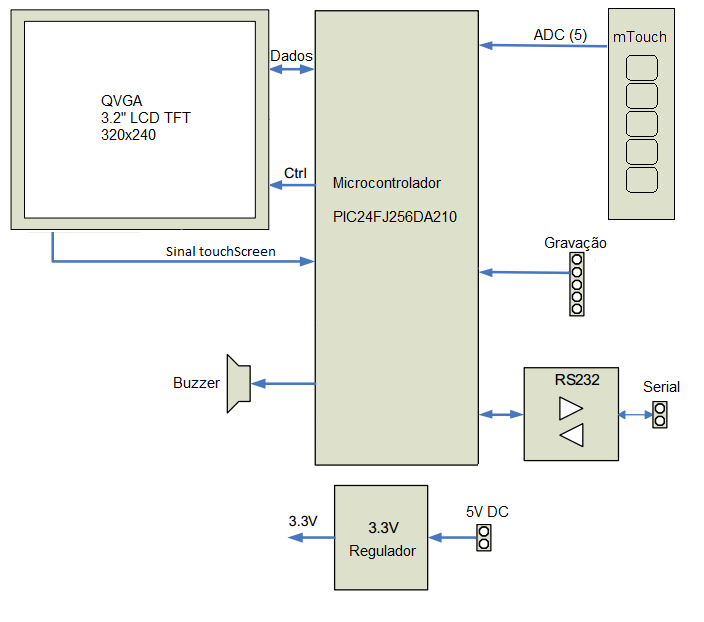 QVGA
3.2" LCD TFT
320x240
Dados
Ctrl
Sinal touchScreen
Microcontrolador
PIC24FJ256DA210
ADC (5)
mTouch
Gravação
Buzzer
RS232
Serial
3.3V
3.3V
Regulador
5V DC